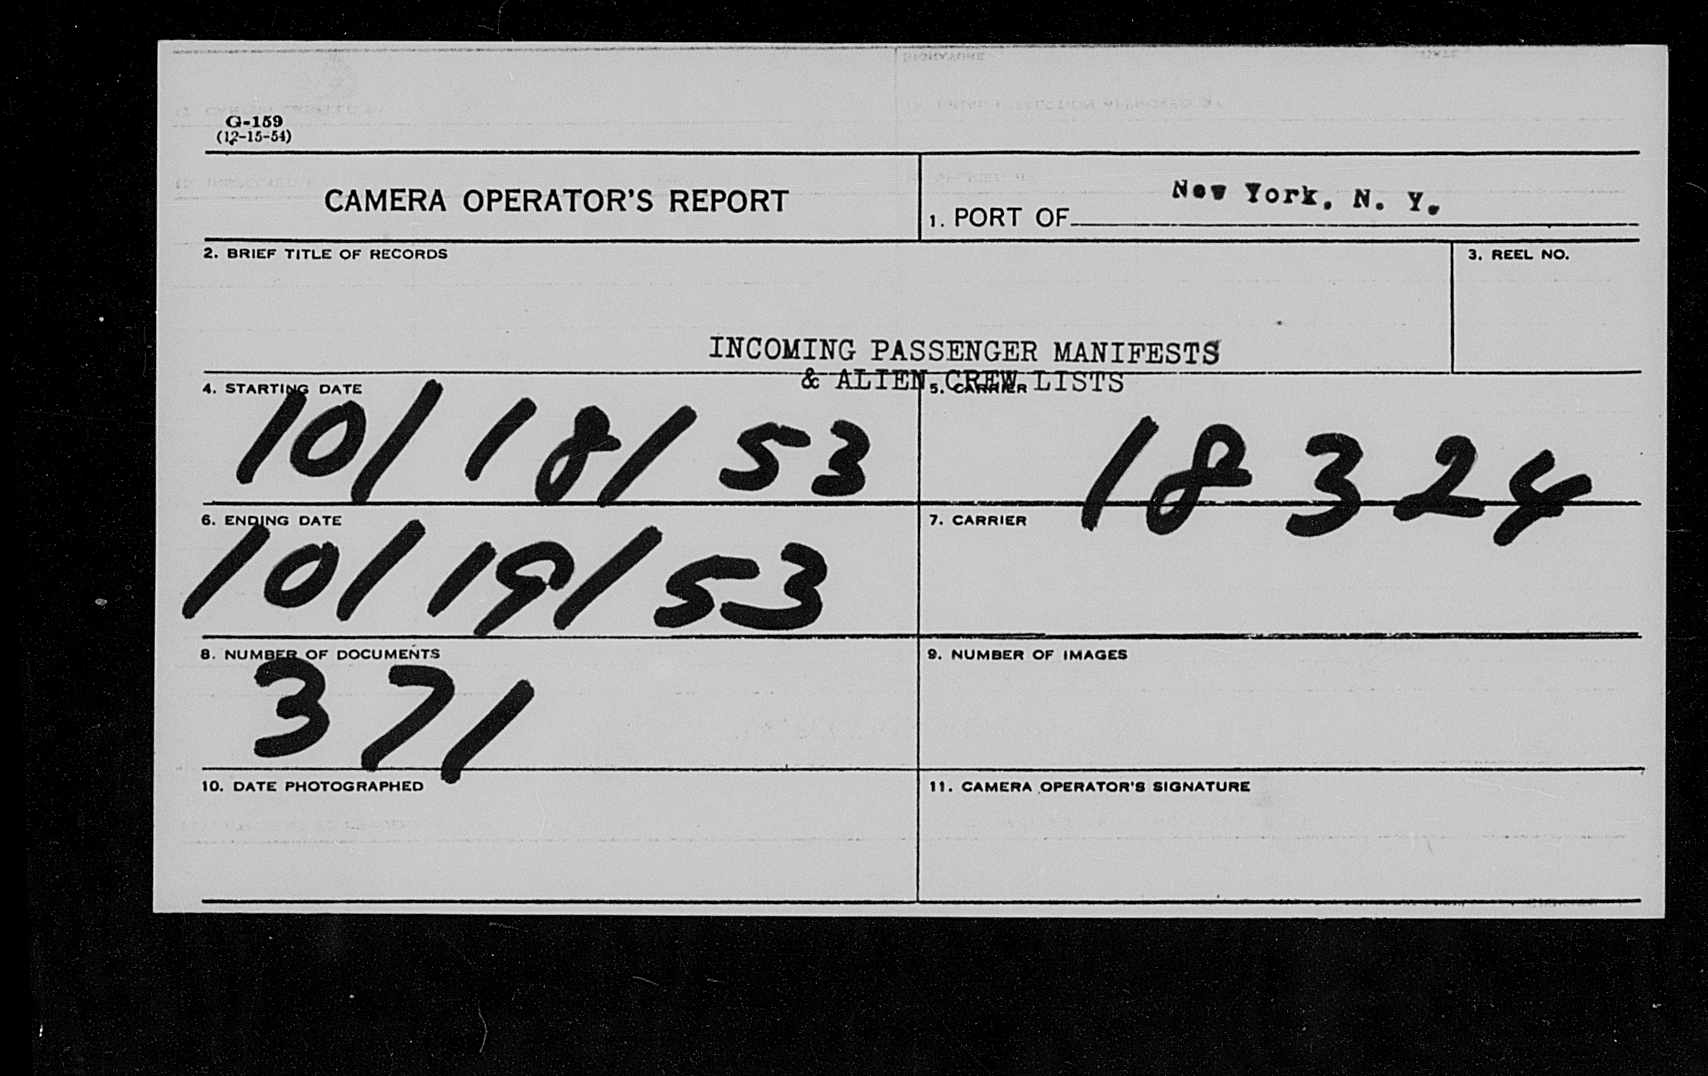 G-159
(12-15-54)
CAMERA OPERATOR'S REPORT
1. PORT OF New York, N. Y.
2. BRIEF TITLE OF RECORDS
3. REEL NO.
INCOMING PASSENGER MANIFESTS
& ALIEN CREW LISTS
4. STARTING DATE
10/18/53
5. CARRIER
18324
6. ENDING DATE
10/19/53
7. CARRIER
8. NUMBER OF DOCUMENTS
371
9. NUMBER OF IMAGES
10. DATE PHOTOGRAPHED
11. CAMERA OPERATOR'S SIGNATURE